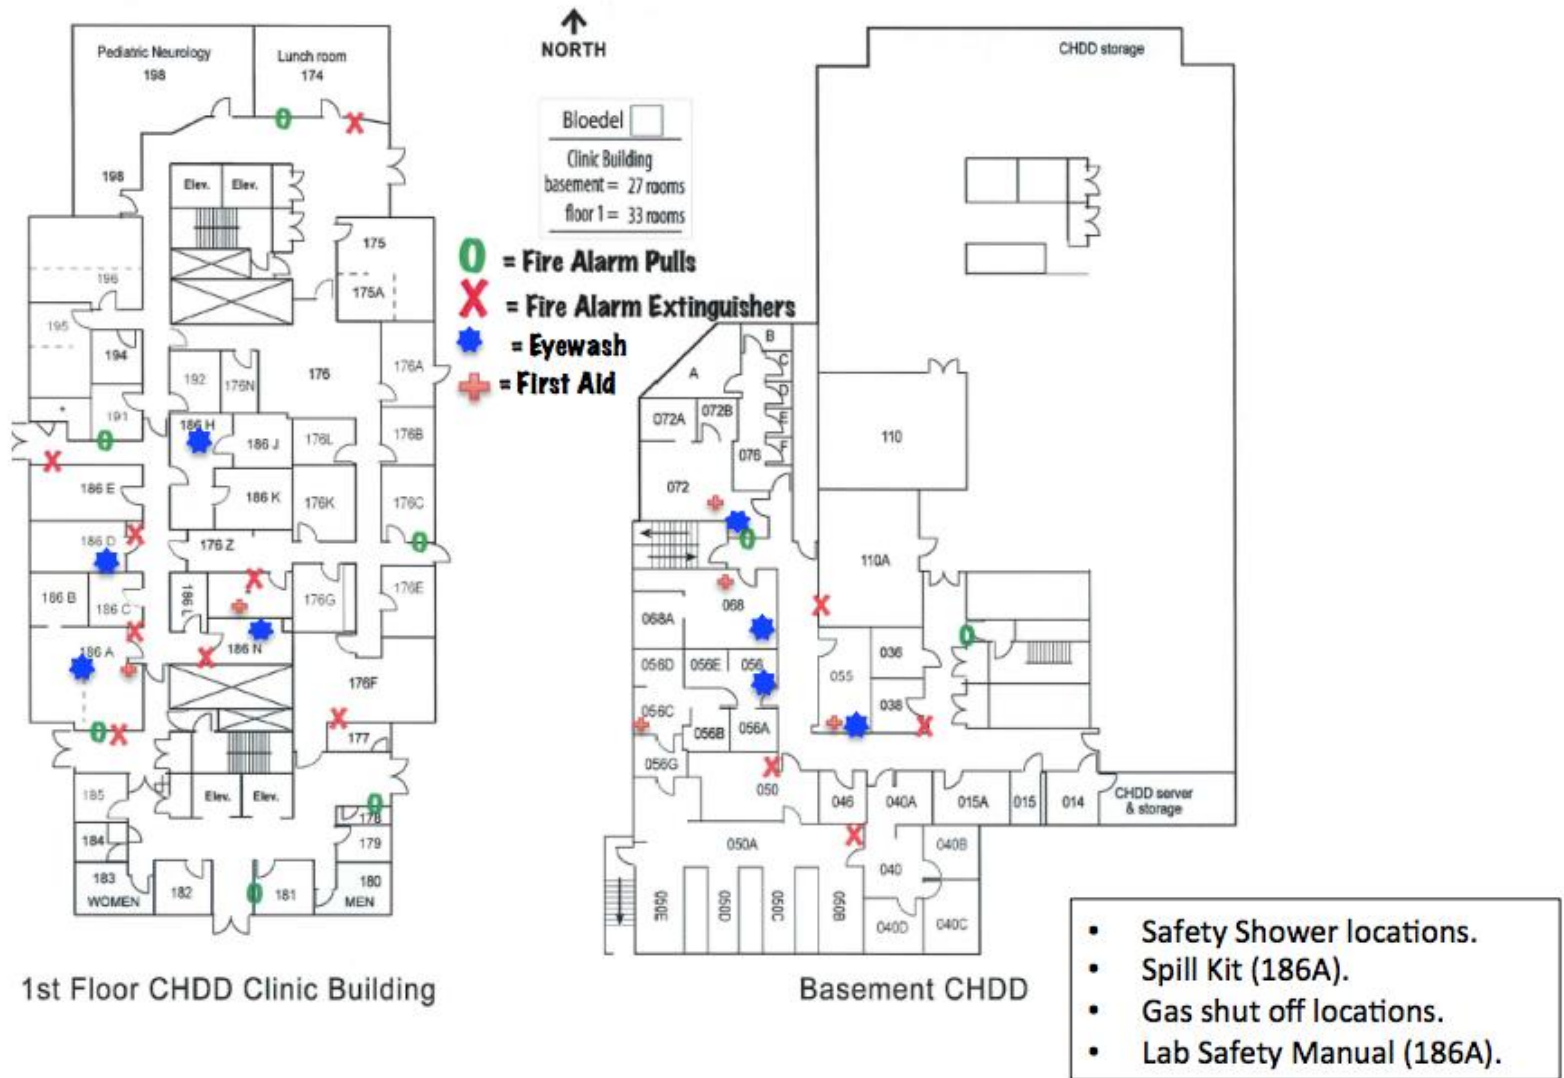 NORTH
Bloedel
Clinic Building
basement = 27 rooms
floor 1 = 33 rooms
= Fire Alarm Pulls
= Fire Alarm Extinguishers
= Eyewash
= First Aid
Pediatric Neurology
198
Lunch room
174
198
Elev.
Elev.
175
175A
196
195
194
176
176A
192
176N
191
186 H
186 J
176L
176B
186 E
186 K
176K
176C
186 D
176 Z
186 B
186 C
186 L
176G
176E
186 A
186 N
176F
177
185
Elev.
Elev.
178
184
179
183
WOMEN
182
181
180
MEN
1st Floor CHDD Clinic Building
CHDD storage
A
B
C
D
E
F
072A
072B
076
072
110
110A
068
068A
056D
056E
056
055
036
038
056C
056B
056A
056G
050
046
040A
015A
015
014
CHDD server
& storage
050A
040
040B
050E
050D
050C
050B
040D
040C
Basement CHDD
• Safety Shower locations.
• Spill Kit (186A).
• Gas shut off locations.
• Lab Safety Manual (186A).